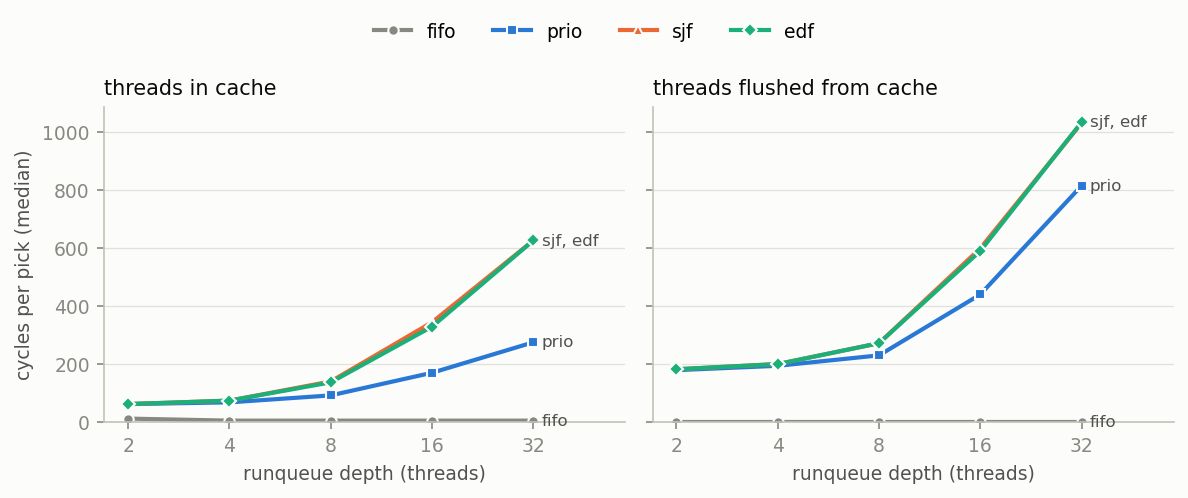 fifo prio sjf edf
threads in cache
threads flushed from cache
cycles per pick (median)
1000
800
600
400
200
0
sjf, edf
prio
fifo
2 4 8 16 32
runqueue depth (threads)
sjf, edf
prio
fifo
2 4 8 16 32
runqueue depth (threads)